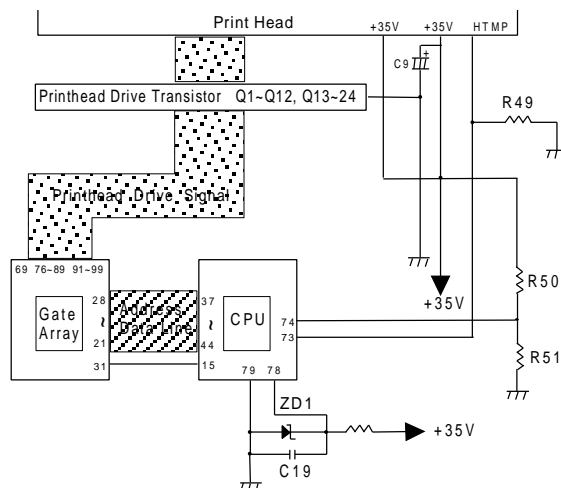 Print Head
+35V +35V HTMP
C9
+
Printhead Drive Transistor Q1~Q12, Q13~24
R49
Printhead Drive Signal
69 76~89 91~99
+35V
R50
28
Gate
Array
~
21
31
Address
Data Line
37
~
44
15
CPU
74
73
79 78
R51
ZD1
+35V
C19